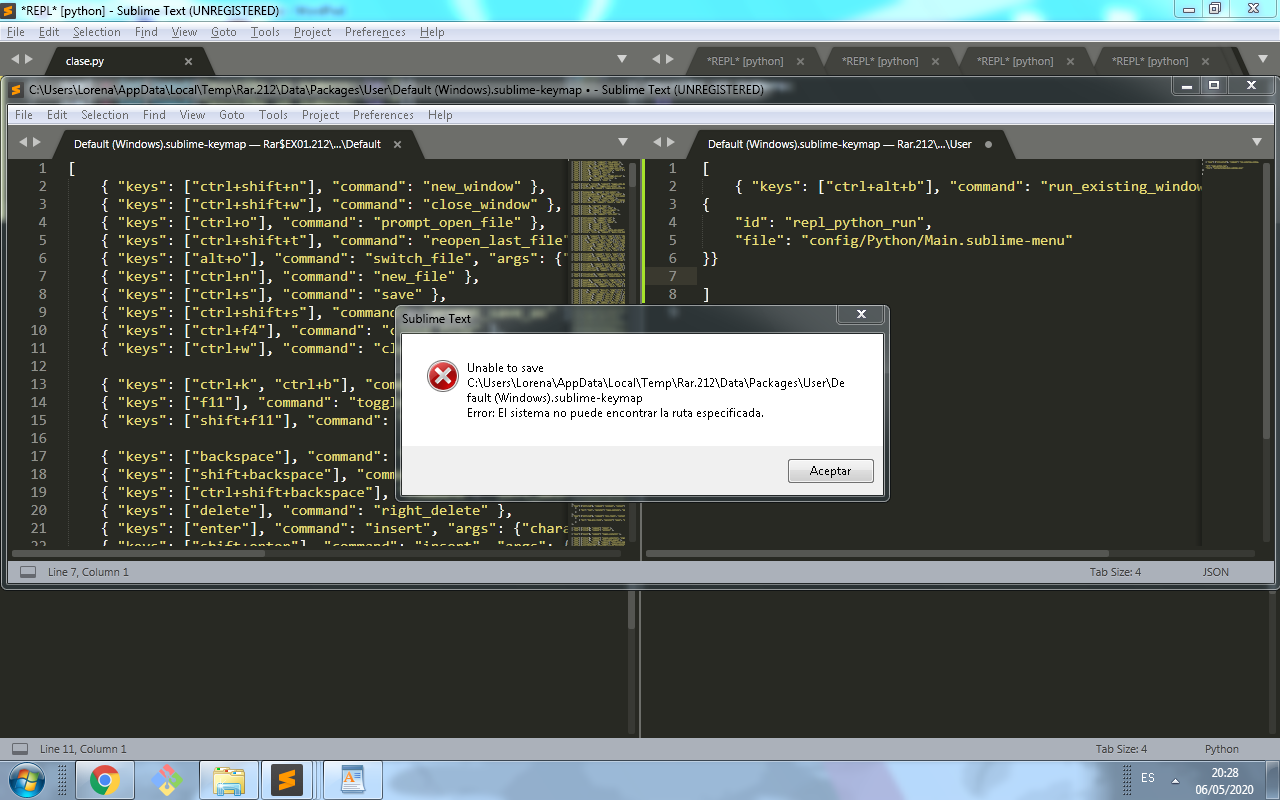 *REPL* [python] - Sublime Text (UNREGISTERED)
File Edit Selection Find View Goto Tools Project Preferences Help
clase.py
*REPL* [python]
*REPL* [python]
*REPL* [python]
*REPL* [python]
C:\Users\Lorena\AppData\Local\Temp\Rar.212\Data\Packages\User\Default (Windows).sublime-keymap • - Sublime Text (UNREGISTERED)
File Edit Selection Find View Goto Tools Project Preferences Help
Default (Windows).sublime-keymap — Rar$EX01.212\...\Default
1 [
2 { "keys": ["ctrl+shift+n"], "command": "new_window" },
3 { "keys": ["ctrl+shift+w"], "command": "close_window" },
4 { "keys": ["ctrl+o"], "command": "prompt_open_file" },
5 { "keys": ["ctrl+shift+t"], "command": "reopen_last_file"
6 { "keys": ["alt+o"], "command": "switch_file", "args": {"
7 { "keys": ["ctrl+n"], "command": "new_file" },
8 { "keys": ["ctrl+s"], "command": "save" },
9 { "keys": ["ctrl+shift+s"], "command":
10 { "keys": ["ctrl+f4"], "command": "c
11 { "keys": ["ctrl+w"], "command": "cl
12
13 { "keys": ["ctrl+k", "ctrl+b"], "com
14 { "keys": ["f11"], "command": "toggl
15 { "keys": ["shift+f11"], "command":
16
17 { "keys": ["backspace"], "command":
18 { "keys": ["shift+backspace"], "com
19 { "keys": ["ctrl+shift+backspace"],
20 { "keys": ["delete"], "command": "right_delete" },
21 { "keys": ["enter"], "command": "insert", "args": {"chara
22 { "keys": ["shift+enter"], "command": "insert", "args": {
Default (Windows).sublime-keymap — Rar.212\...\User
1 [
2 { "keys": ["ctrl+alt+b"], "command": "run_existing_window
3 {
4 "id": "repl_python_run",
5 "file": "config/Python/Main.sublime-menu"
6 }}
7
8 ]
9
Sublime Text
Unable to save
C:\Users\Lorena\AppData\Local\Temp\Rar.212\Data\Packages\User\De
fault (Windows).sublime-keymap
Error: El sistema no puede encontrar la ruta especificada.
Aceptar
Line 7, Column 1
Tab Size: 4
JSON
Line 11, Column 1
Tab Size: 4
Python
ES
20:28
06/05/2020